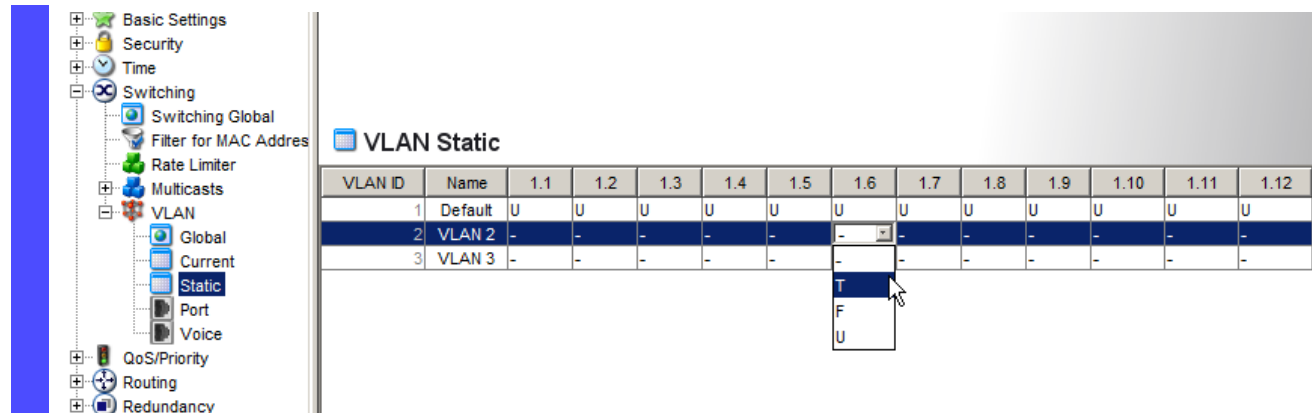 Basic Settings
Security
Time
Switching
Switching Global
Filter for MAC Addres
Rate Limiter
Multicasts
VLAN
Global
Current
Static
Port
Voice
QoS/Priority
Routing
Redundancy
VLAN Static
VLAN ID Name 1.1 1.2 1.3 1.4 1.5 1.6 1.7 1.8 1.9 1.10 1.11 1.12
1 Default U U U U U U U U U U U U
2 VLAN 2 - - - - - - - - - - - -
3 VLAN 3 - - - - - - - - - - - -
T
F
U